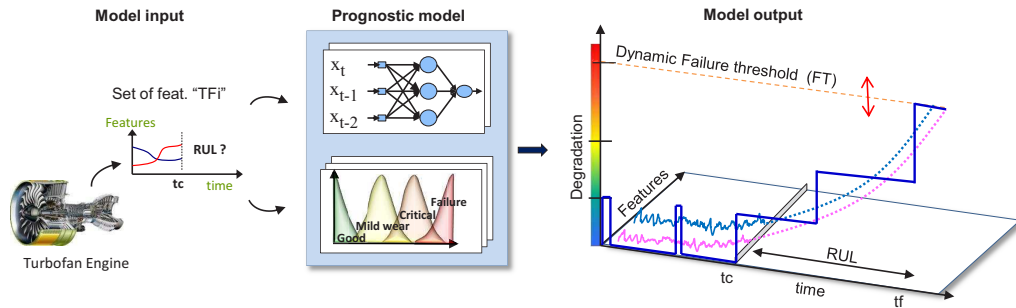 Model input
Set of feat. “TFi”
Features
RUL ?
tc
time
Turbofan Engine
Prognostic model
xt
xt-1
xt-2
Good
Mild wear
Critical
Failure
Model output
Dynamic Failure threshold (FT)
Degradation
Features
RUL
tc
time
tf